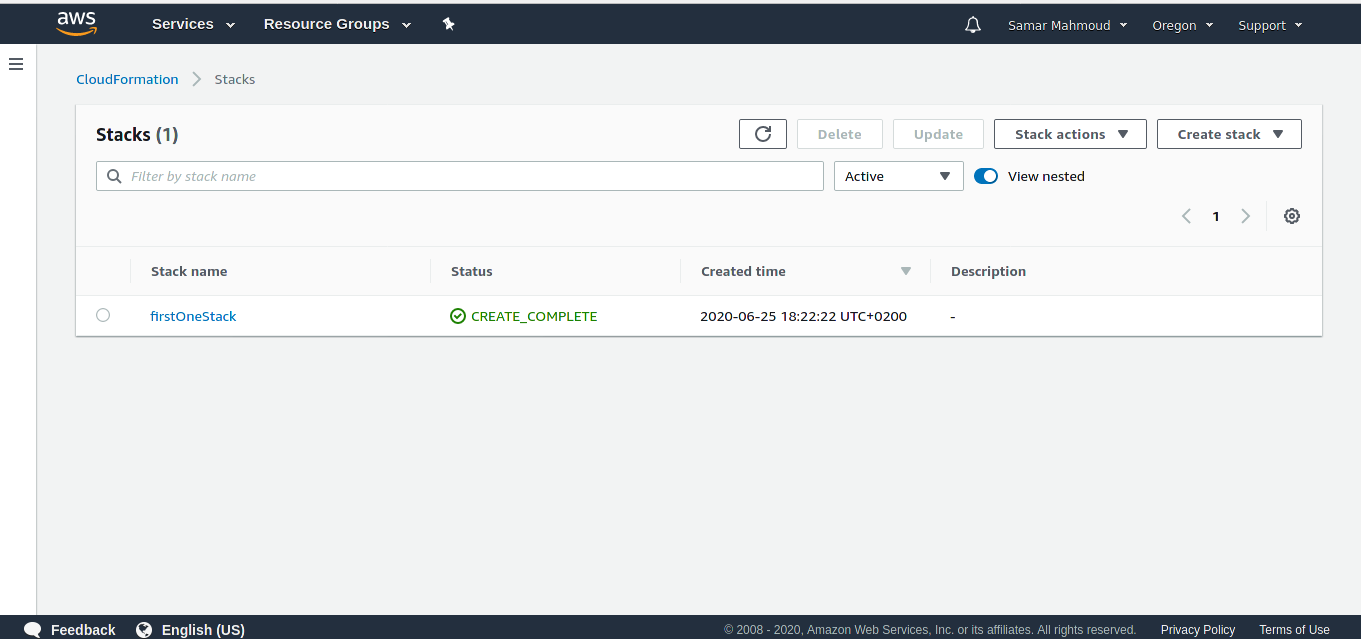 aws Services Resource Groups Samar Mahmoud Oregon Support
CloudFormation Stacks
Stacks (1) Delete Update Stack actions Create stack
Filter by stack name Active View nested
1
Stack name Status Created time Description
firstOneStack CREATE_COMPLETE 2020-06-25 18:22:22 UTC+0200 -
Feedback English (US) © 2008 - 2020, Amazon Web Services, Inc. or its affiliates. All rights reserved. Privacy Policy Terms of Use